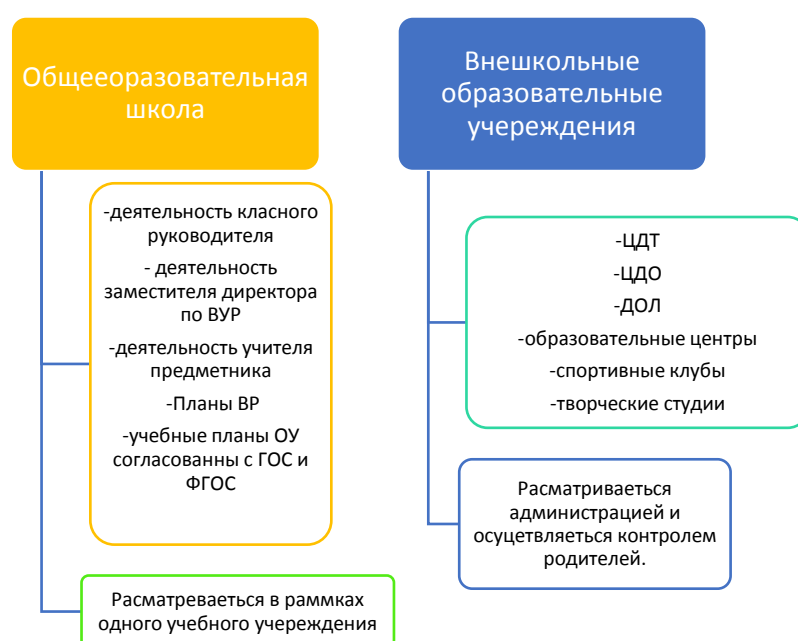 Общееоразовательная
школа
-деятельность класного
руководителя
- деятельность
заместителя директора
по ВУР
-деятельность учителя
предметника
-Планы ВР
-учебные планы ОУ
согласованны с ГОС и
ФГОС
Расматреваеться в раммках
одного учебного учереждения
Внешкольные
образовательные
учереждения
-ЦДТ
-ЦДО
-ДОЛ
-образовательные центры
-спортивные клубы
-творческие студии
Расматриваеться
администрацией и
осуцетвляеться контролем
родителей.